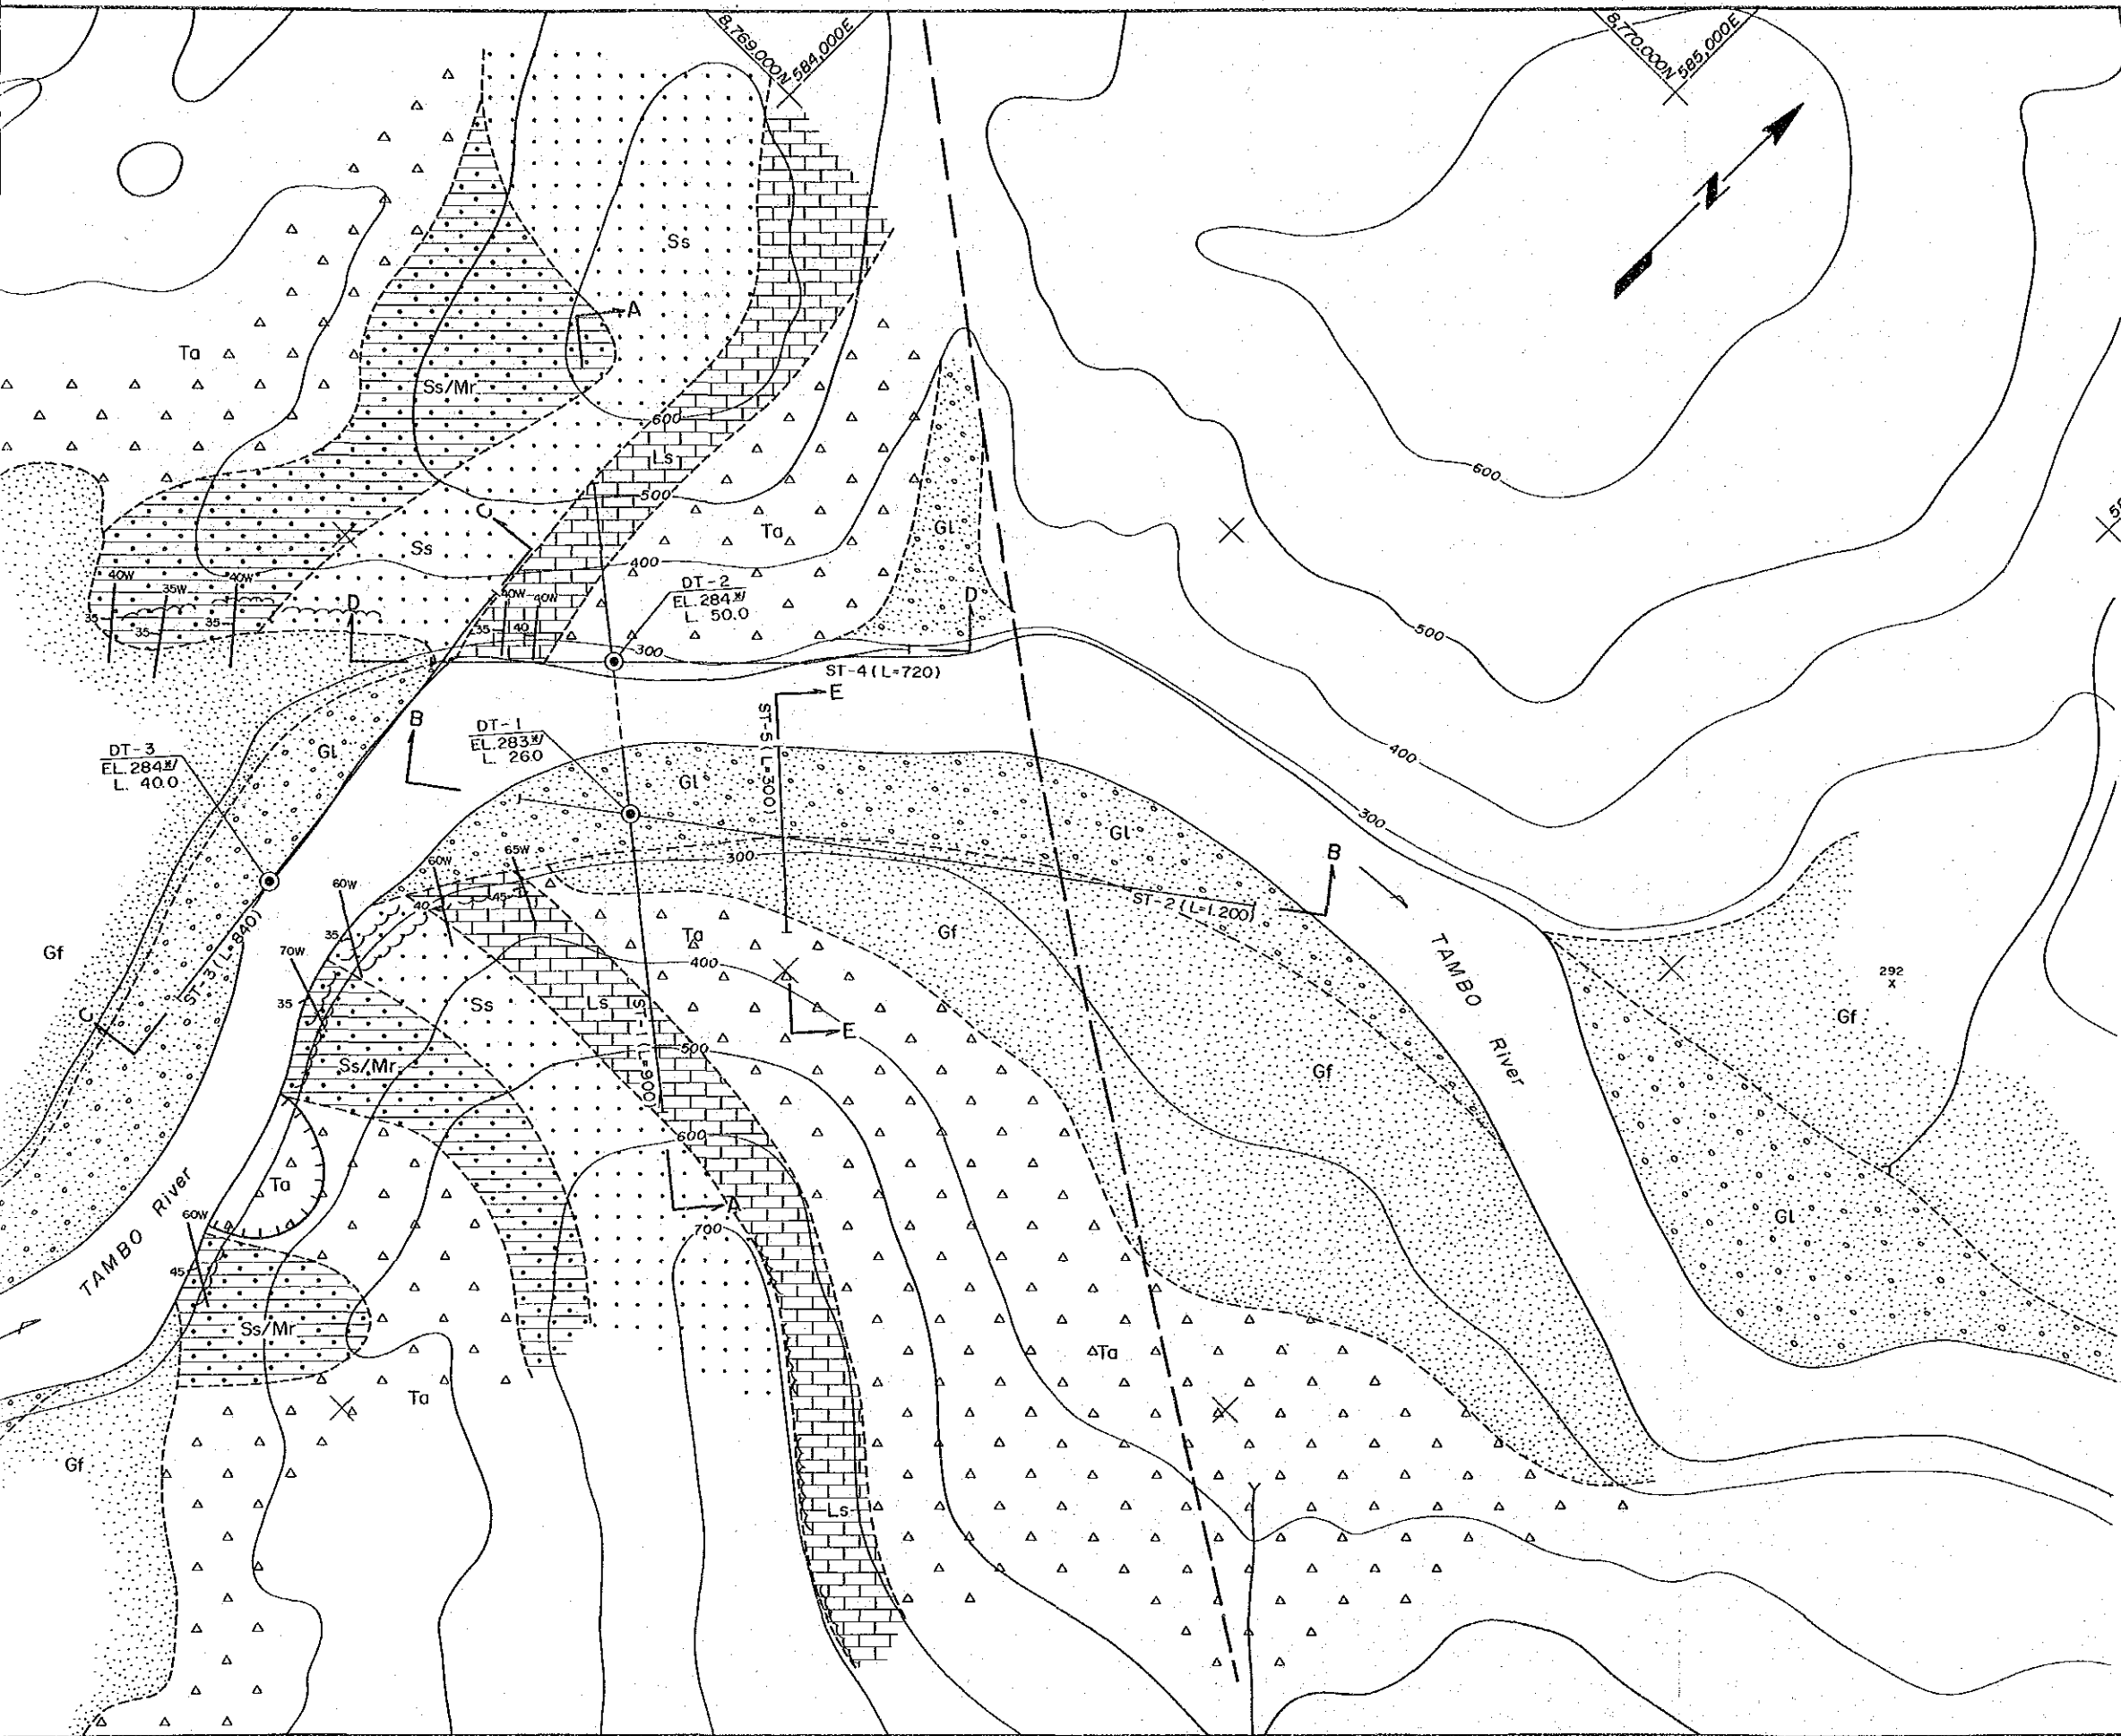 8,769,000N
584,000E
8,770,000N
585,000E
N
Ss
A
Ta
Ss/Mr
600
Ls
500
600
C
Ss
Ta
Gl
400
DT-2
EL.284※/
L. 50.0
40W
35W
40W
40W
40W
D
D
35
35
35
35
40
300
500
ST-4 (L=720)
E
B
DT-1
EL.283※/
L. 26.0
ST-5 (L=300)
DT-3
EL.284※/
L. 40.0
Gl
Gl
400
Gl
300
B
300
60W
65W
60W
40
45
ST-2 (L=1.200)
ST-3 (L=840)
35
Gf
Ta
Gf
70W
400
TAMBO River
292
x
35
Ss
Ls
ST-1 (L=900)
Gf
C
E
500
Ss/Mr
Gf
600
TAMBO River
Ta
A
60W
700
Gl
45
Ss/Mr
Ta
Ta
Gf
Ls